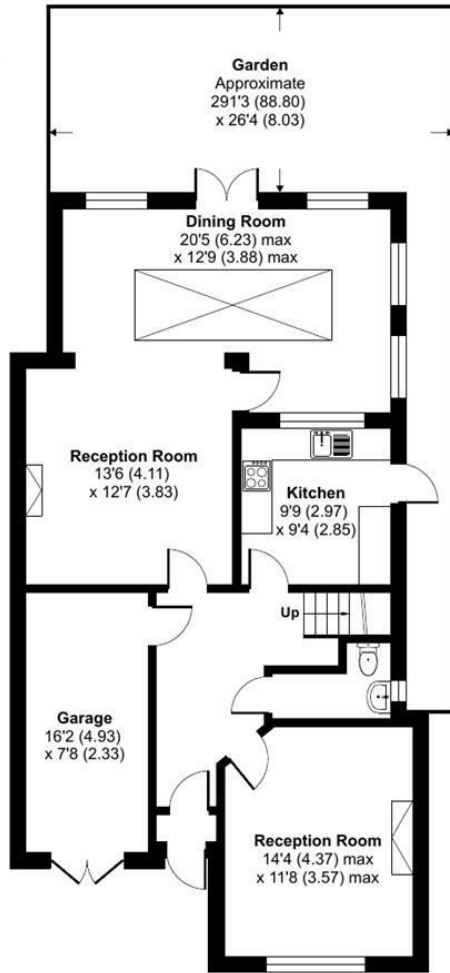 Garden
Approximate
291'3 (88.80)
x 26'4 (8.03)
Dining Room
20'5 (6.23) max
x 12'9 (3.88) max
Reception Room
13'6 (4.11)
x 12'7 (3.83)
Kitchen
9'9 (2.97)
x 9'4 (2.85)
Up
Garage
16'2 (4.93)
x 7'8 (2.33)
Reception Room
14'4 (4.37) max
x 11'8 (3.57) max